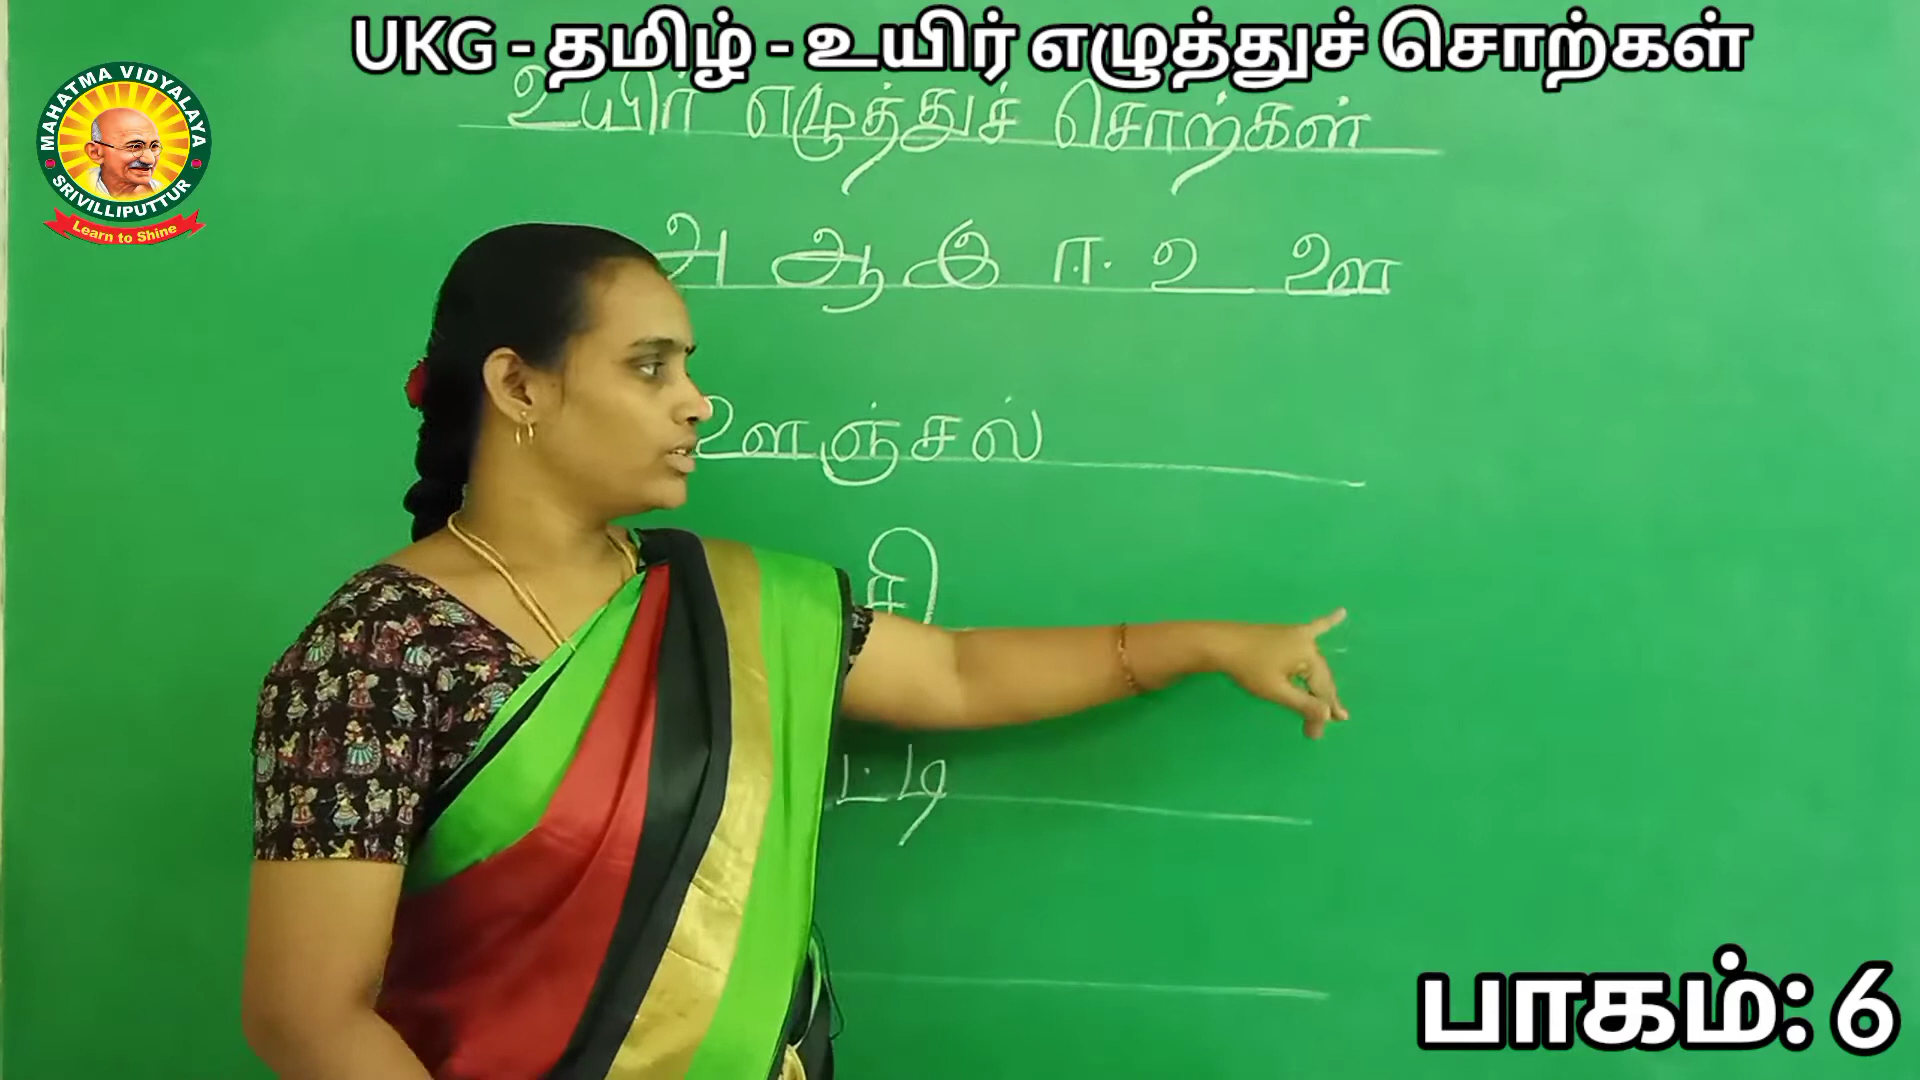 UKG - தமிழ் - உயிர் எழுத்துச் சொற்கள்
MAHATMA VIDYALAYA
SRIVILLIPUTTUR
Learn to Shine
உயிர் எழுத்துச் சொற்கள்
அ ஆ இ ஈ உ ஊ
ஊஞ்சல்
பாகம்: 6